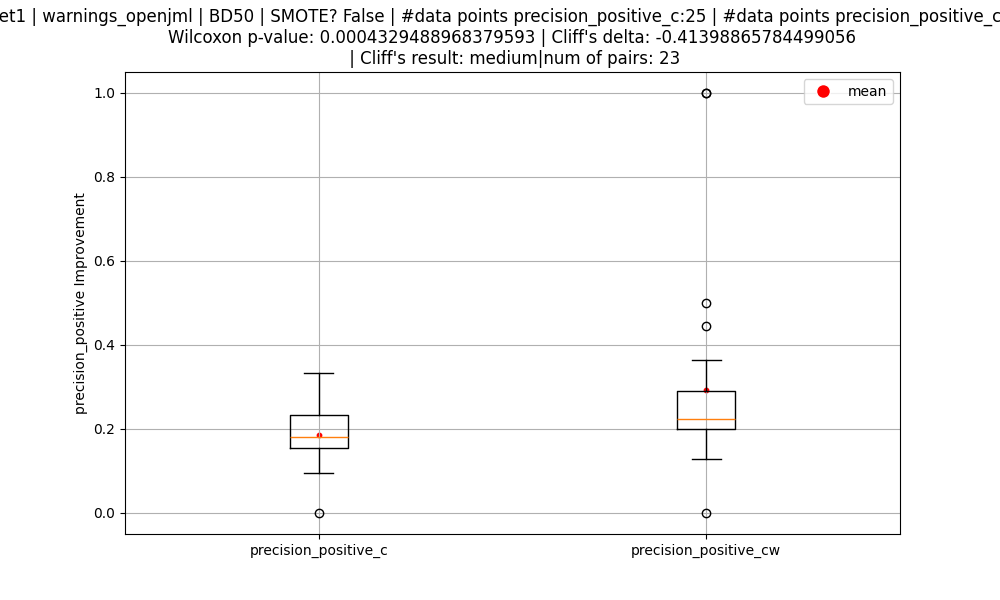 et1 | warnings_openjml | BD50 | SMOTE? False | #data points precision_positive_c:25 | #data points precision_positive_c
Wilcoxon p-value: 0.0004329488968379593 | Cliff's delta: -0.41398865784499056
| Cliff's result: medium|num of pairs: 23
mean
1.0
0.8
0.6
0.4
0.2
0.0
precision_positive Improvement
precision_positive_c
precision_positive_cw